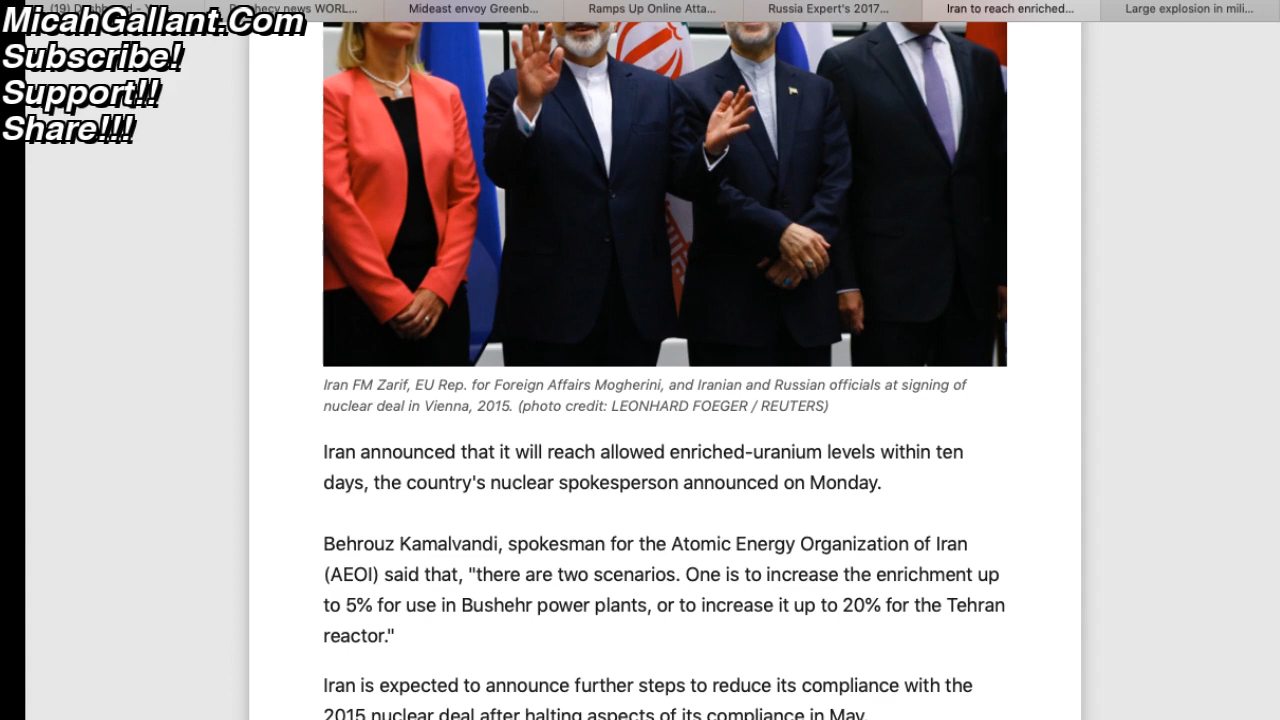 MicahGallant.Com
Subscribe!
Support!!
Share!!!
(19) WORL... Mideast envoy Greenb... Ramps Up Online Atta... Russia Expert's 2017... Iran to reach enriched... Large explosion in mili...
Iran FM Zarif, EU Rep. for Foreign Affairs Mogherini, and Iranian and Russian officials at signing of
nuclear deal in Vienna, 2015. (photo credit: LEONHARD FOEGER / REUTERS)
Iran announced that it will reach allowed enriched-uranium levels within ten
days, the country's nuclear spokesperson announced on Monday.
Behrouz Kamalvandi, spokesman for the Atomic Energy Organization of Iran
(AEOI) said that, "there are two scenarios. One is to increase the enrichment up
to 5% for use in Bushehr power plants, or to increase it up to 20% for the Tehran
reactor."
Iran is expected to announce further steps to reduce its compliance with the
2015 nuclear deal after halting aspects of its compliance in May.